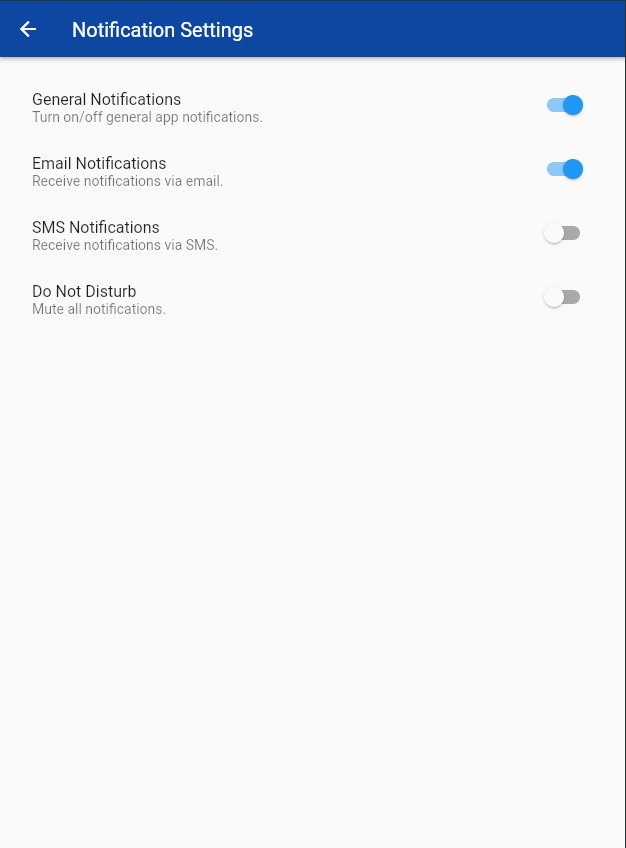 Notification Settings
General Notifications
Turn on/off general app notifications.
Email Notifications
Receive notifications via email.
SMS Notifications
Receive notifications via SMS.
Do Not Disturb
Mute all notifications.